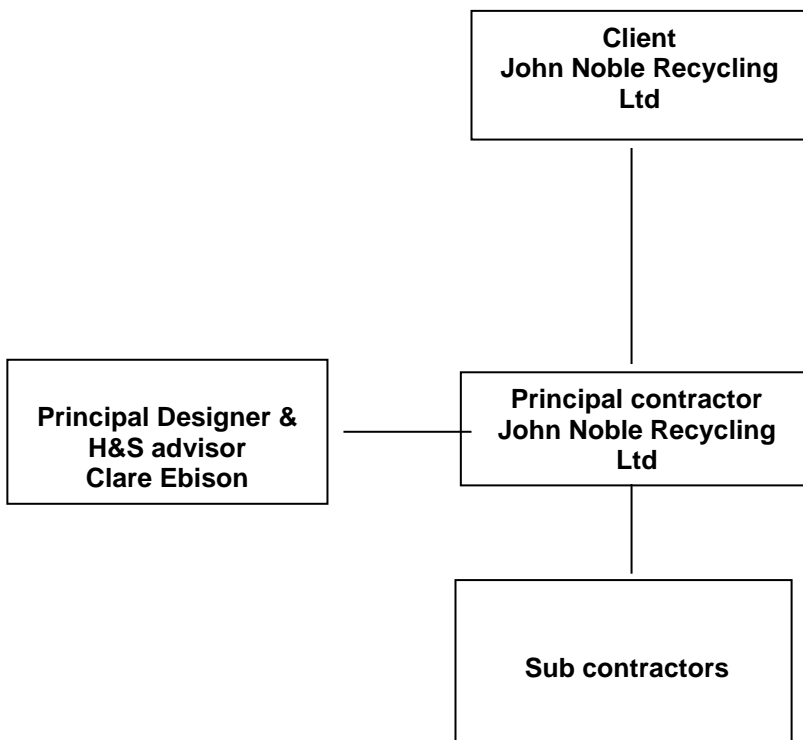 Client
John Noble Recycling
Ltd
Principal Designer &
H&S advisor
Clare Ebison
Principal contractor
John Noble Recycling
Ltd
Sub contractors